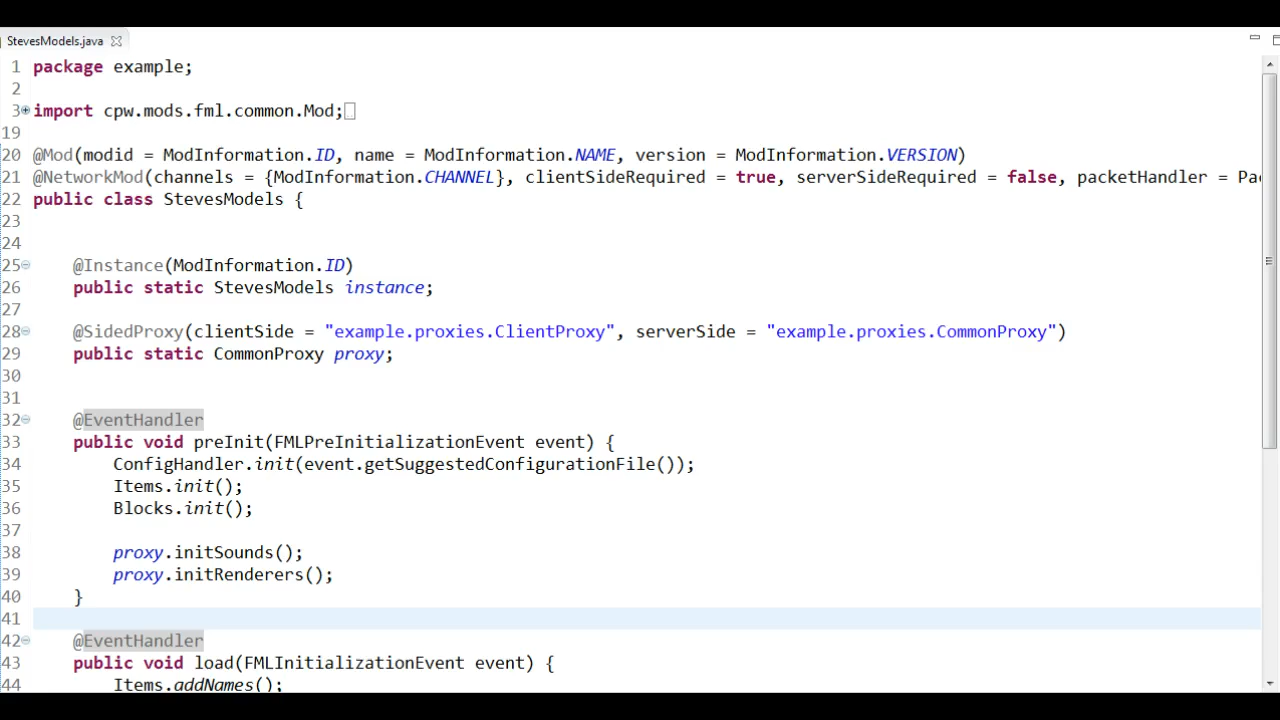 StevesModels.java
1 package example;
2
3 import cpw.mods.fml.common.Mod;
19
20 @Mod(modid = ModInformation.ID, name = ModInformation.NAME, version = ModInformation.VERSION)
21 @NetworkMod(channels = {ModInformation.CHANNEL}, clientSideRequired = true, serverSideRequired = false, packetHandler = Pac
22 public class StevesModels {
23
24
25 @Instance(ModInformation.ID)
26 public static StevesModels instance;
27
28 @SidedProxy(clientSide = "example.proxies.ClientProxy", serverSide = "example.proxies.CommonProxy")
29 public static CommonProxy proxy;
30
31
32 @EventHandler
33 public void preInit(FMLPreInitializationEvent event) {
34 ConfigHandler.init(event.getSuggestedConfigurationFile());
35 Items.init();
36 Blocks.init();
37
38 proxy.initSounds();
39 proxy.initRenderers();
40 }
41
42 @EventHandler
43 public void load(FMLInitializationEvent event) {
44 Items.addNames();